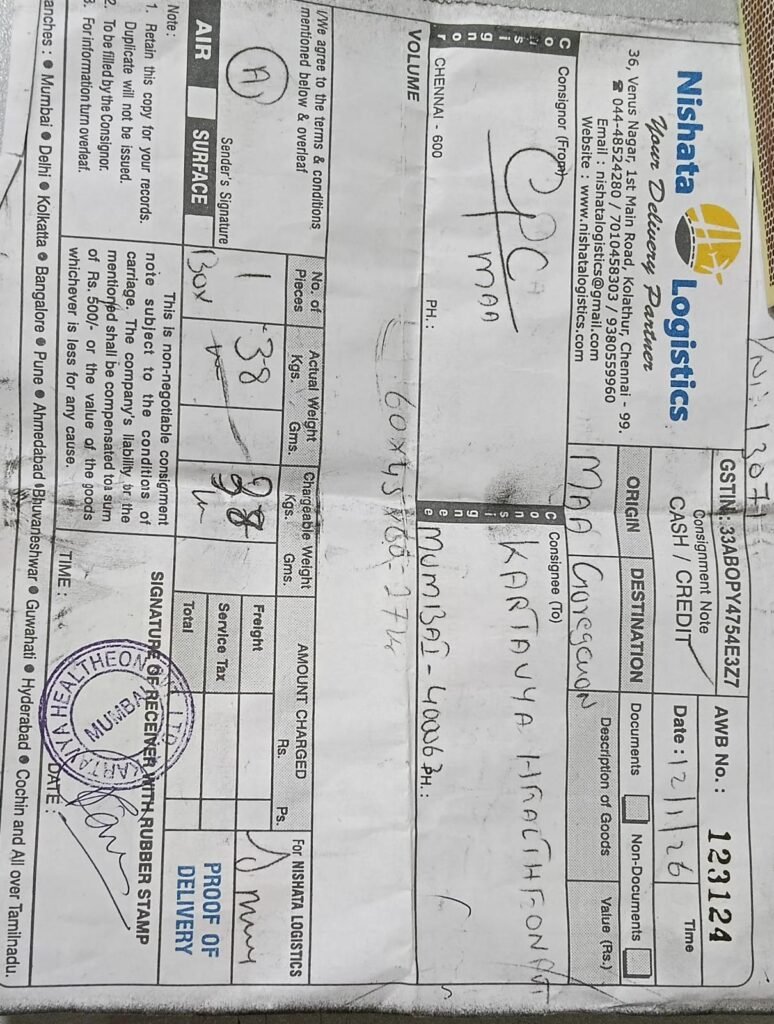 Nishata Logistics
Your Delivery Partner
36, Venus Nagar, 1st Main Road, Kolathur, Chennai - 99.
☎ 044-48524280 / 7010458303 / 9380559960
Email : nishatalogistics@gmail.com
Website : www.nishatalogistics.com
GSTIN.:33ABOPY4754E3Z7
Consignment Note
CASH / CREDIT
AWB No.: 123124
Date : 12/1/26
Time
ORIGIN
DESTINATION
MAA
Documents
Non-Documents
Description of Goods
Value (Rs.)
Consignor
Consignor (From)
CPC
MAA
CHENNAI - 600
PH.:
Consignee
Consignee (To)
KARTAVYA HEALTHEON
MUMBAI - 400067
PH.:
VOLUME
I/We agree to the terms & conditions
mentioned below & overleaf
Sender's Signature
AIR
SURFACE
No. of Pieces
1
Box
Actual Weight
Kgs. Gms.
38
Chargeable Weight
Kgs. Gms.
38
AMOUNT CHARGED
Rs. Ps.
Freight
Service Tax
Total
For NISHATA LOGISTICS
PROOF OF
DELIVERY
Note :
1. Retain this copy for your records.
Duplicate will not be issued.
2. To be filled by the Consignor.
3. For information turn overleaf.
This is non-negotiable consignment
note subject to the conditions of
carriage. The company's liability or the
mentioned shall be compensated to a sum
of Rs. 500/- or the value of the goods
whichever is less for any cause.
SIGNATURE OF RECEINER WITH RUBBER STAMP
TIME :
DATE :
KARTAVYA HEALTHEON
MUMBAI
anches : ● Mumbai ● Delhi ● Kolkatta ● Bangalore ● Pune ● Ahmedabad ● Bhuvaneshwar ● Guwahati ● Hyderabad ● Cochin and All over Tamilnadu.